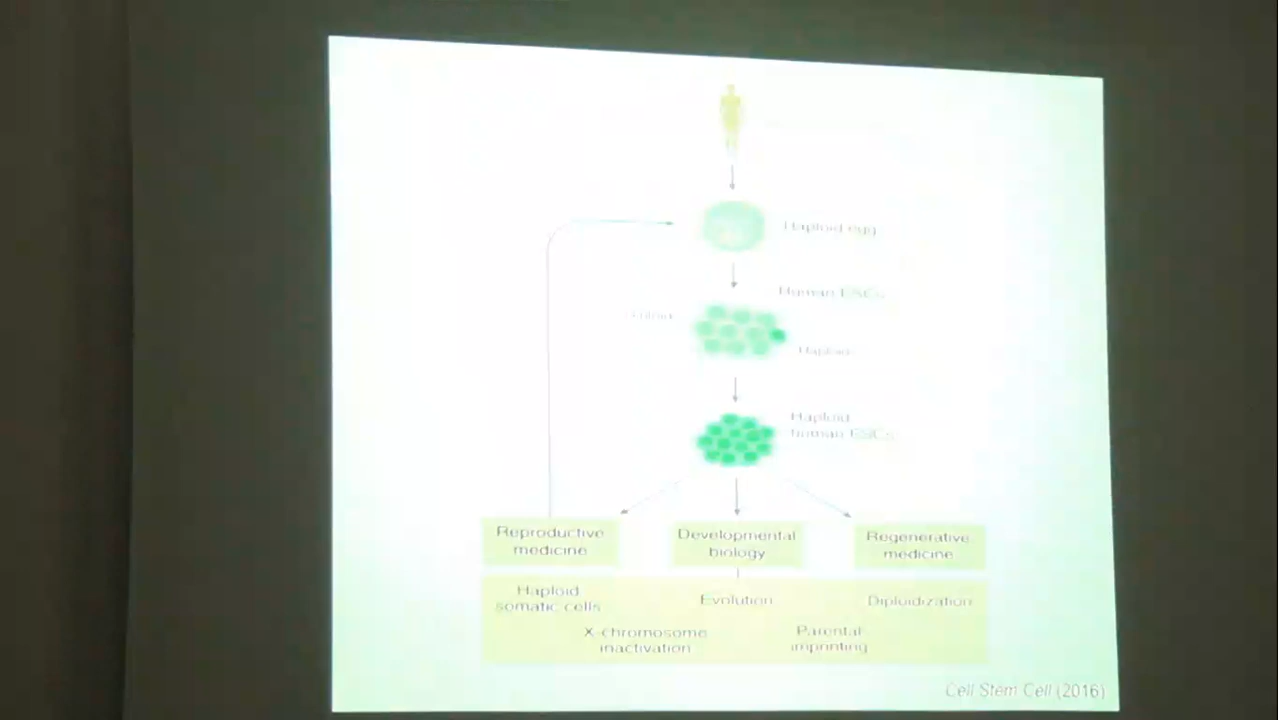 Haploid egg
Human ESCs
Diploid
Haploid
Haploid
human ESCs
Reproductive
medicine
Developmental
biology
Regenerative
medicine
Haploid
somatic cells
Evolution
Diploidization
X-chromosome
inactivation
Parental
imprinting
Cell Stem Cell (2016)